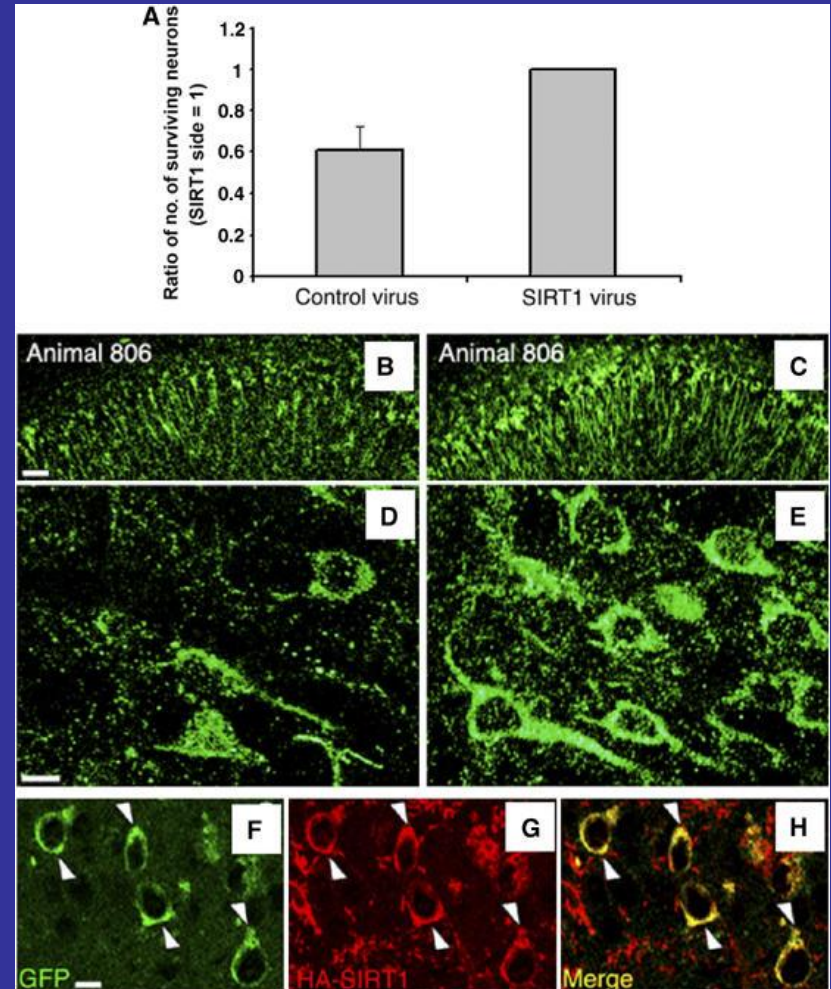 A
Ratio of no. of surviving neurons
(SIRT1 side = 1)
1.2
1
0.8
0.6
0.4
0.2
0
Control virus
SIRT1 virus
Animal 806
B
Animal 806
C
D
E
F
GFP
G
HA-SIRT1
H
Merge